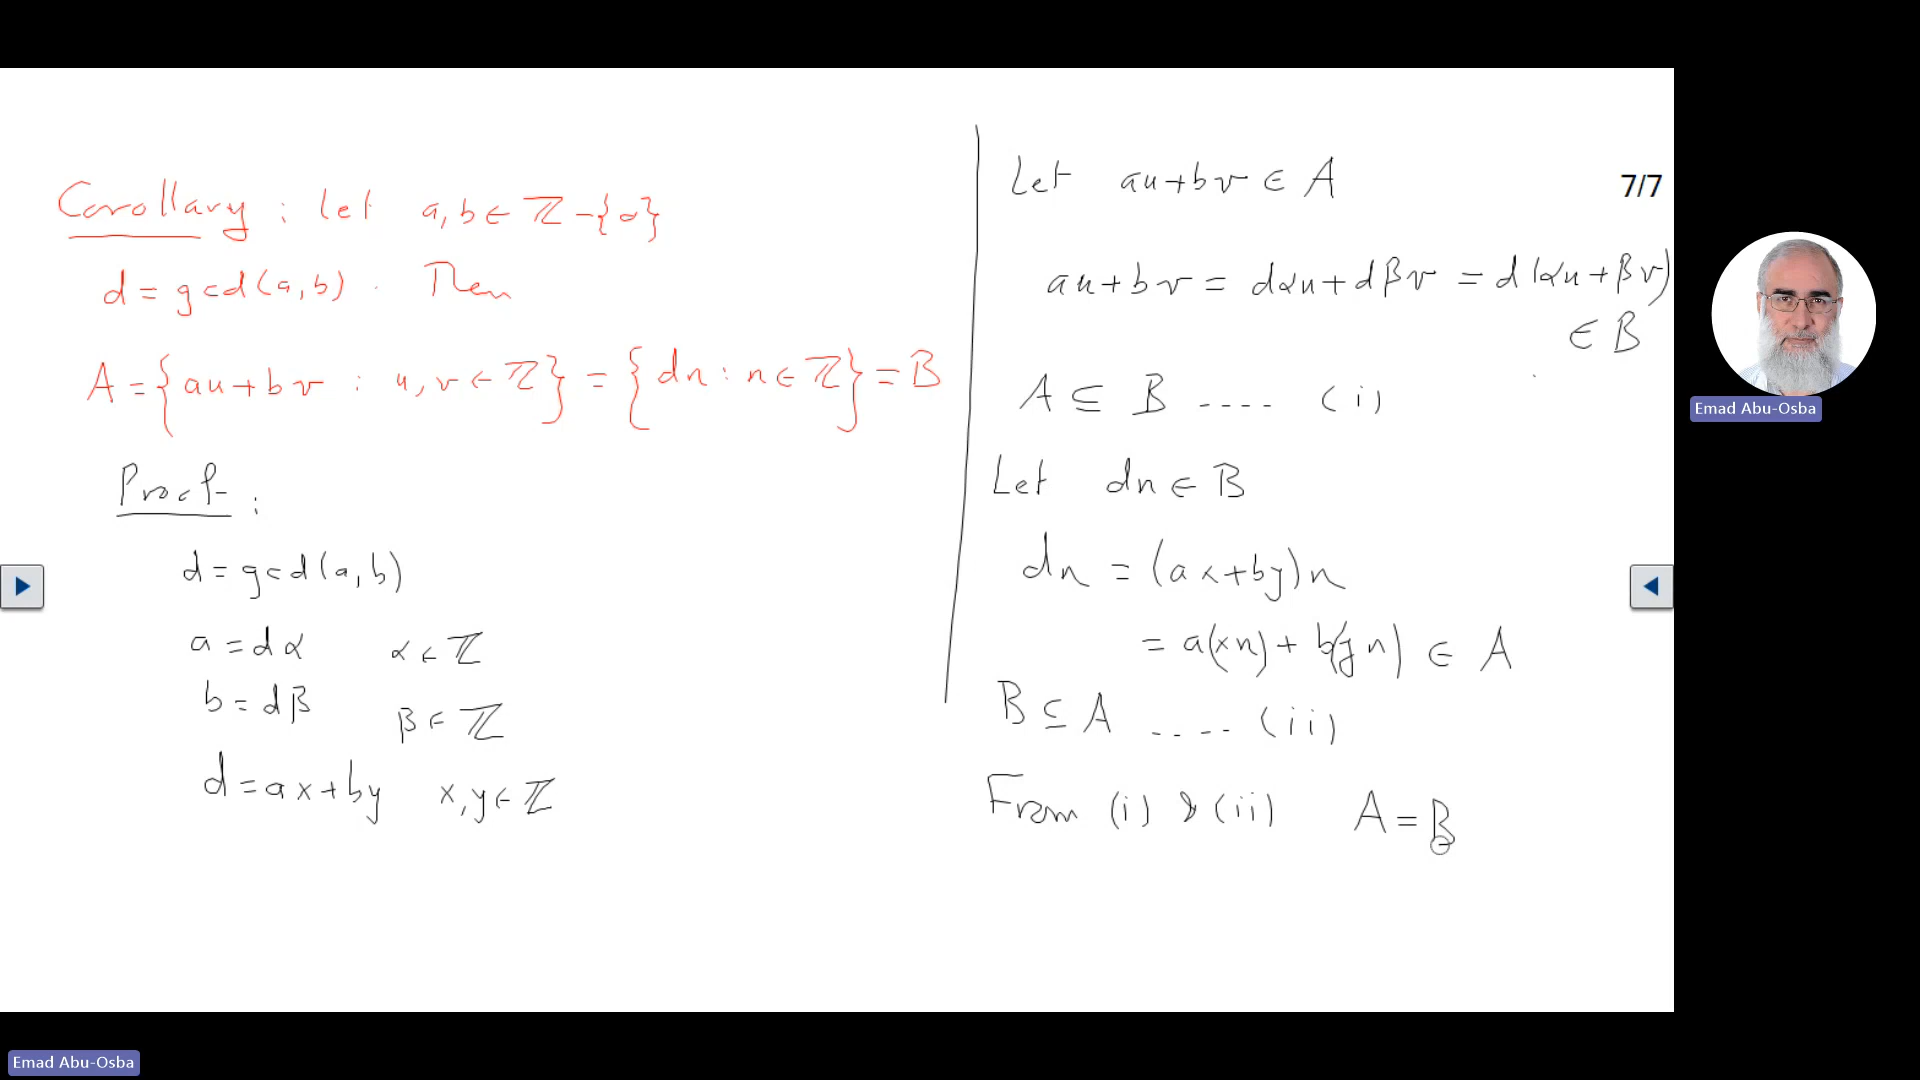 Corollary : let a, b ∈ ℤ - {0}
d = gcd(a, b) . Then
A = {au + bv : u, v ∈ ℤ} = {dn : n ∈ ℤ} = B
Proof :
d = gcd(a, b)
a = dα α ∈ ℤ
b = dβ β ∈ ℤ
d = ax + by x, y ∈ ℤ
Let au + bv ∈ A
7/7
au + bv = dαu + dβv = d(αu + βv)
∈ B
A ⊆ B .... (i)
Let dn ∈ B
dn = (ax + by)n
= a(xn) + b(yn) ∈ A
B ⊆ A .... (ii)
From (i) & (ii) A = B
Emad Abu-Osba
Emad Abu-Osba